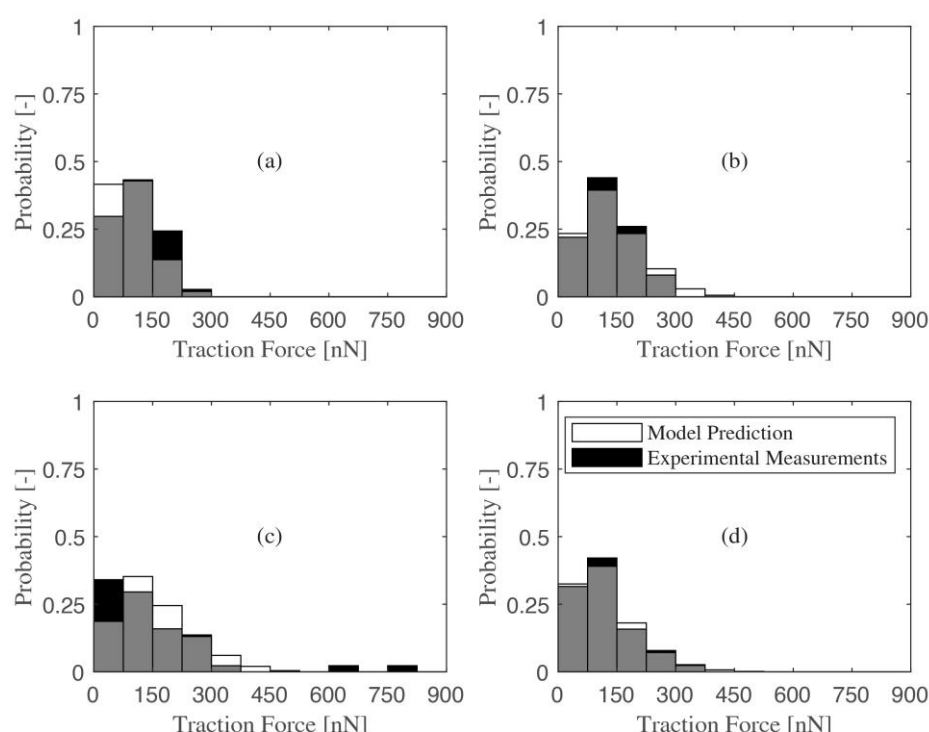 1
0.75
0.5
0.25
0
Probability [-]
(a)
0 150 300 450 600 750 900
Traction Force [nN]
1
0.75
0.5
0.25
0
Probability [-]
(b)
0 150 300 450 600 750 900
Traction Force [nN]
1
0.75
0.5
0.25
0
Probability [-]
(c)
0 150 300 450 600 750 900
Traction Force [nN]
1
0.75
0.5
0.25
0
Probability [-]
Model Prediction
Experimental Measurements
(d)
0 150 300 450 600 750 900
Traction Force [nN]